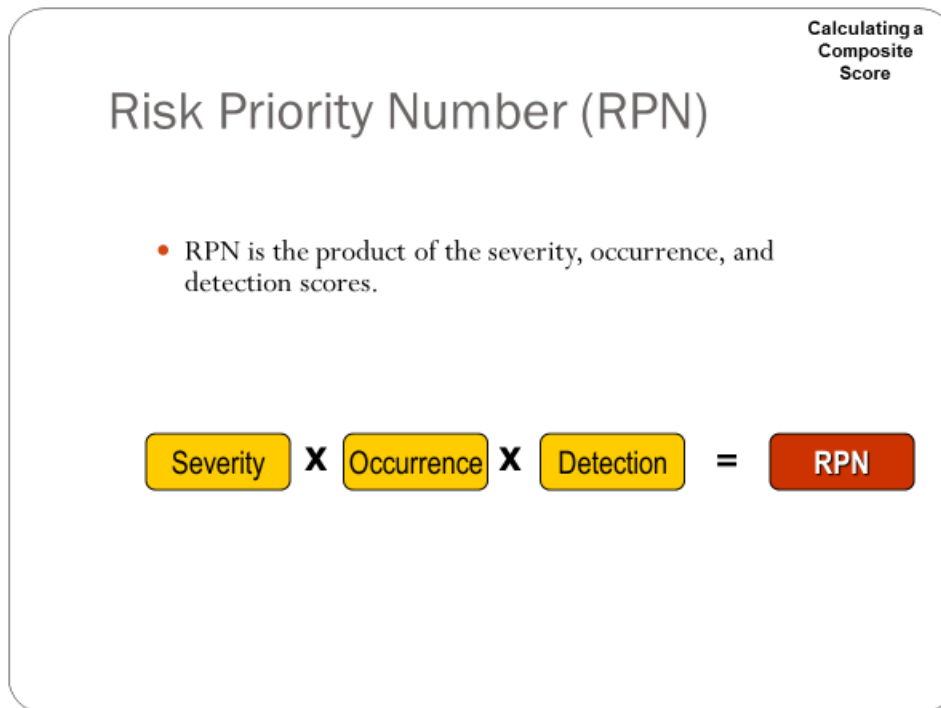 Calculating a
Composite
Score
Risk Priority Number (RPN)
• RPN is the product of the severity, occurrence, and
detection scores.
Severity x Occurrence x Detection = RPN